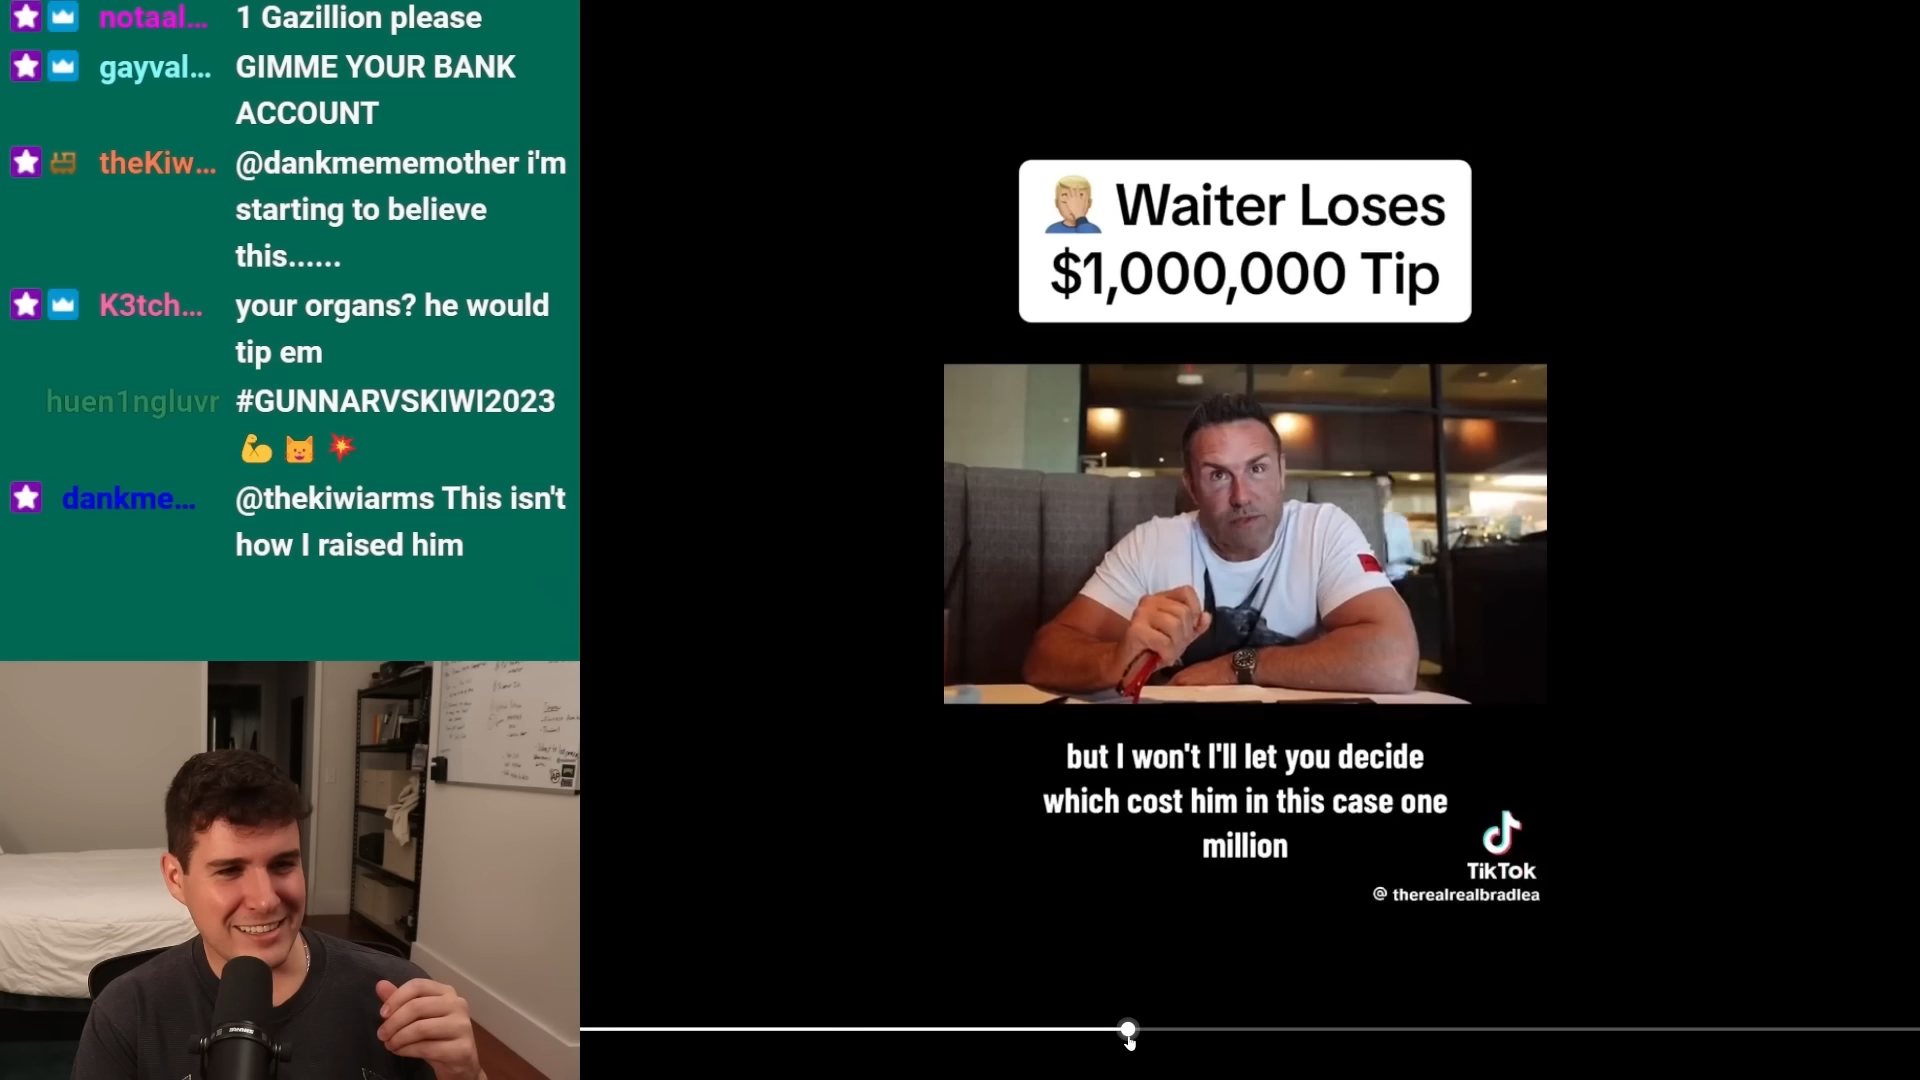 notaal... 1 Gazillion please
gayval... GIMME YOUR BANK
ACCOUNT
theKiw... @dankmememother i'm
starting to believe
this......
K3tch... your organs? he would
tip em
huen1ngluvr #GUNNARVSKIWI2023
💪 😺 💥
dankme... @thekiwiarms This isn't
how I raised him
🤦🏼‍♂️ Waiter Loses
$1,000,000 Tip
but I won't I'll let you decide
which cost him in this case one
million
TikTok
@ therealrealbradlea